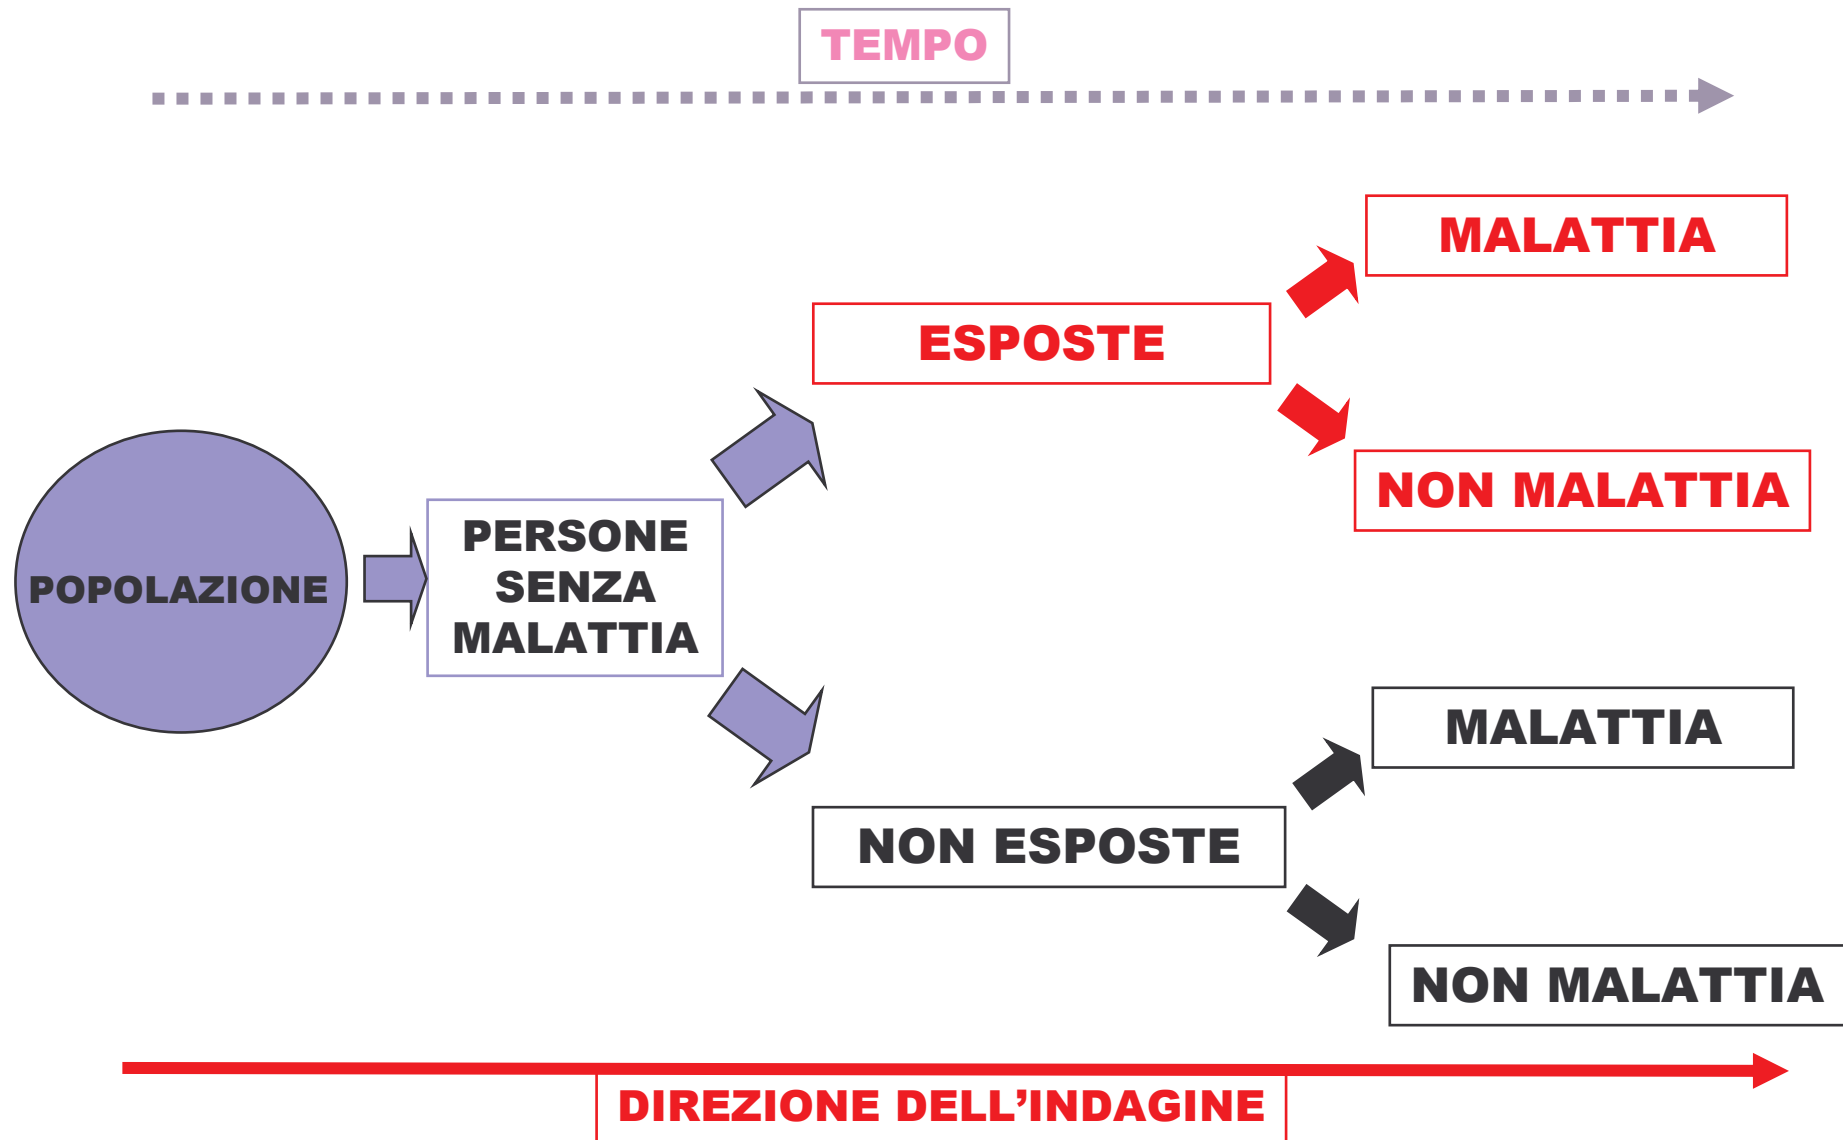 TEMPO
MALATTIA
ESPOSTE
NON MALATTIA
POPOLAZIONE
PERSONE
SENZA
MALATTIA
MALATTIA
NON ESPOSTE
NON MALATTIA
DIREZIONE DELL’INDAGINE